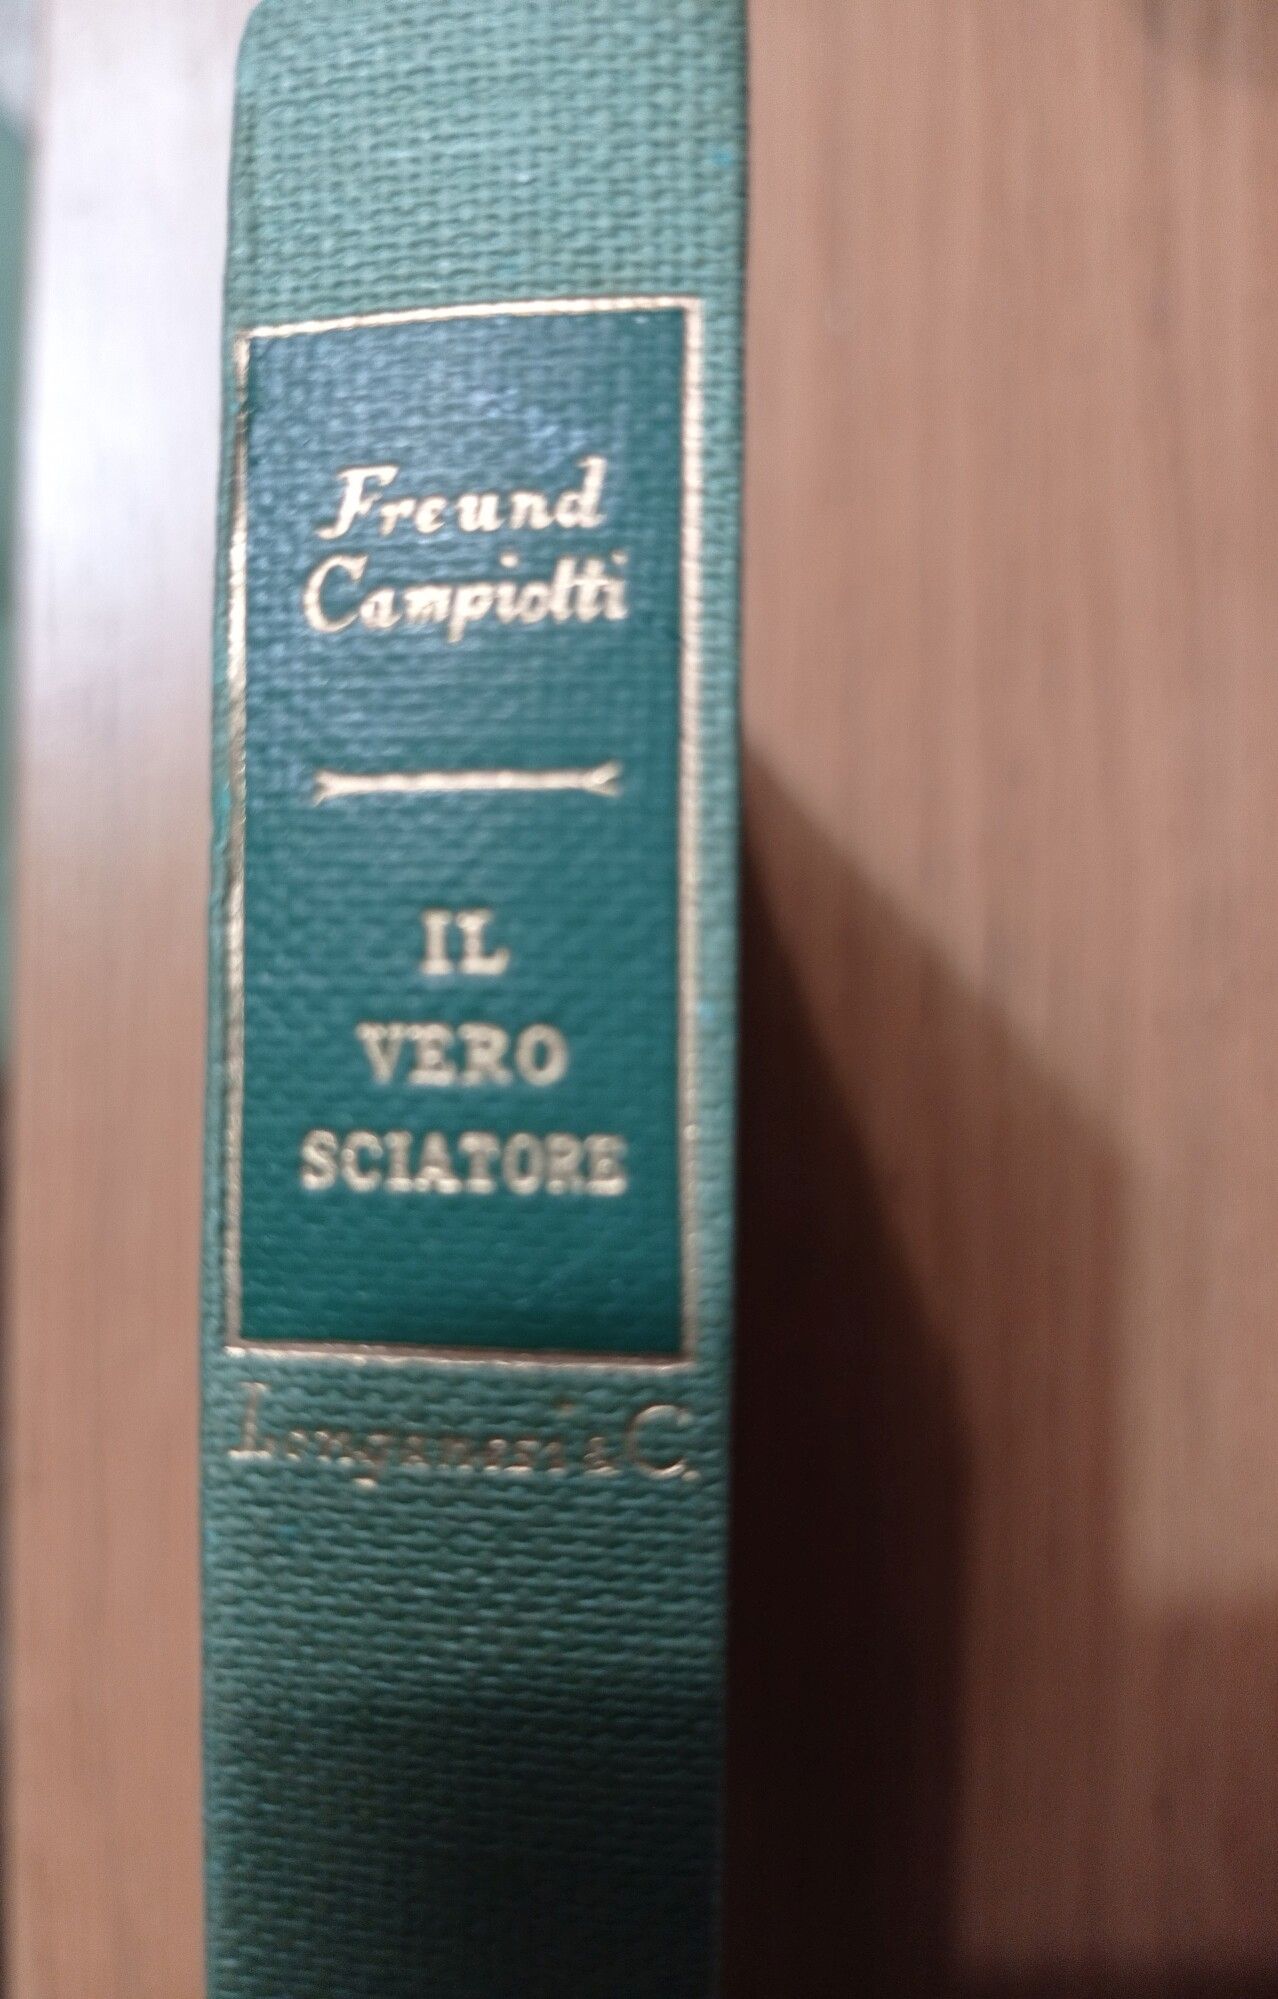 Freund
Campiotti
IL
VERO
SCIATORE
Longanesi & C.